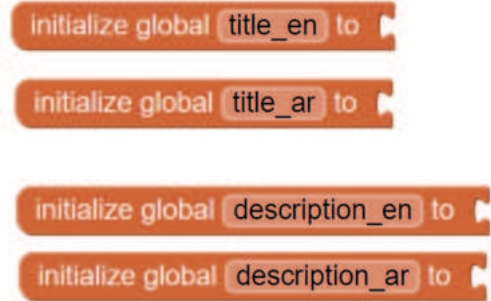 initialize global title_en to
initialize global title_ar to
initialize global description_en to
initialize global description_ar to